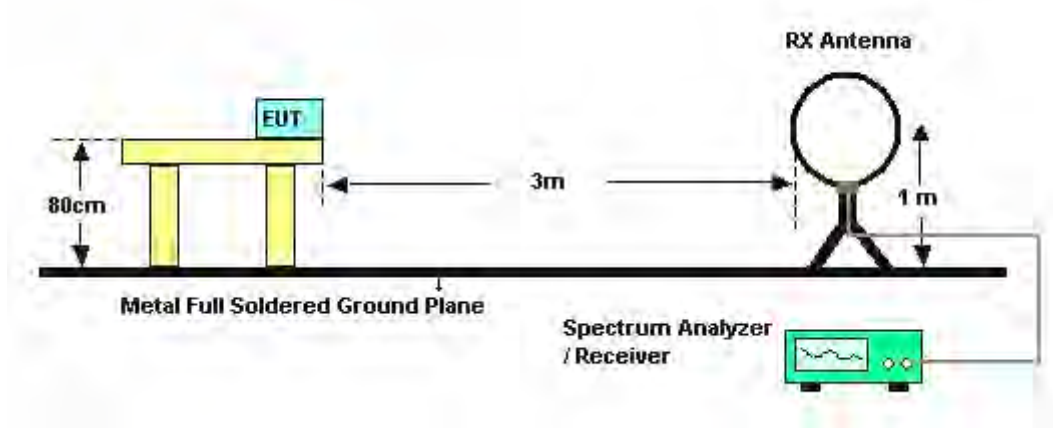 RX Antenna
EUT
3m
80cm
1 m
Metal Full Soldered Ground Plane
Spectrum Analyzer
/ Receiver